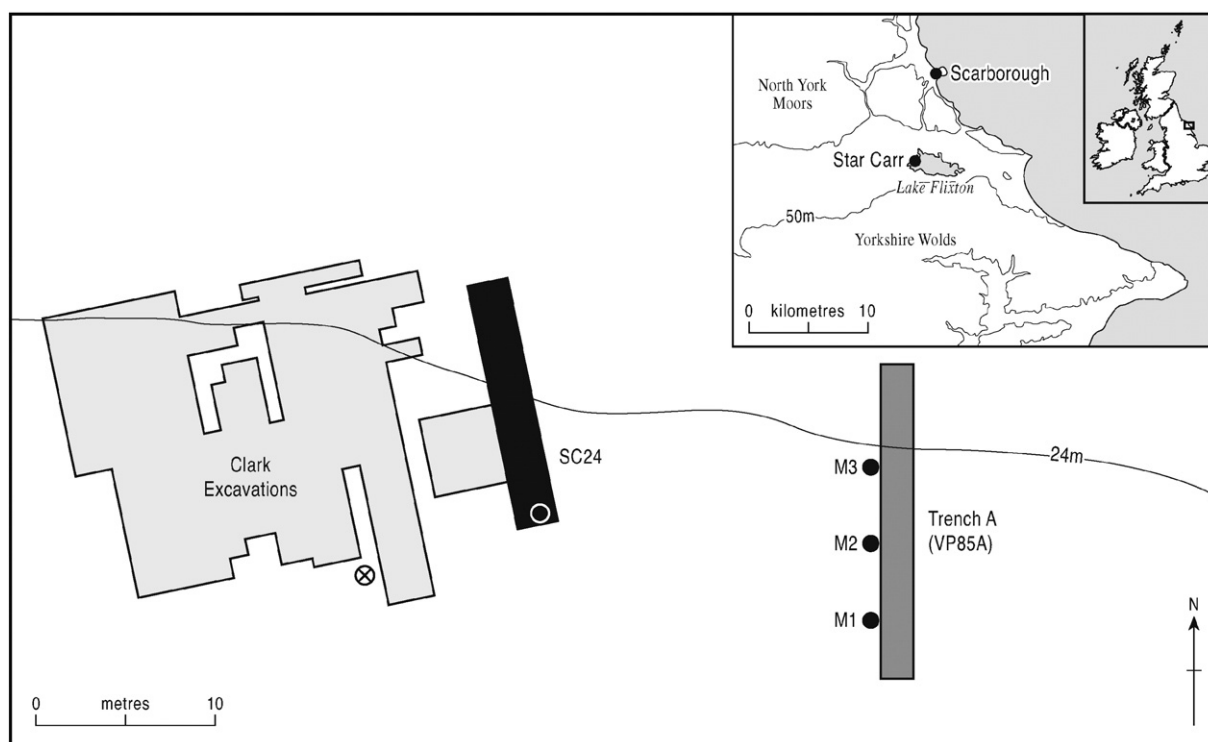 North York
Moors
Scarborough
Star Carr
Lake Flixton
50m
Yorkshire Wolds
0 kilometres 10
Clark
Excavations
SC24
M3
M2
M1
24m
Trench A
(VP85A)
N
0 metres 10